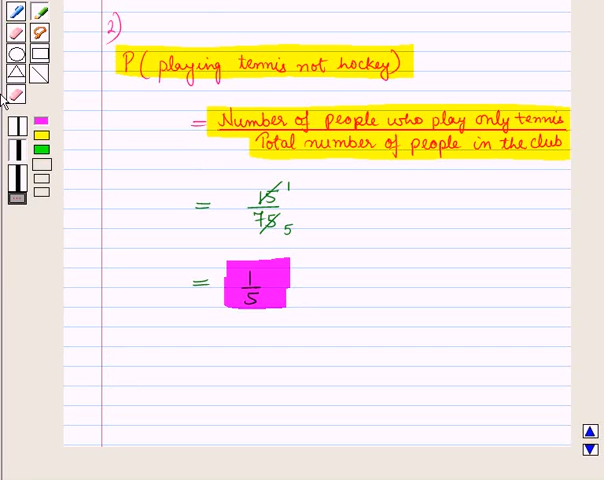 2)
P( playing tennis not hockey)
= Number of people who play only tennis
Total number of people in the club
= 15 1
75 5
= 1
5